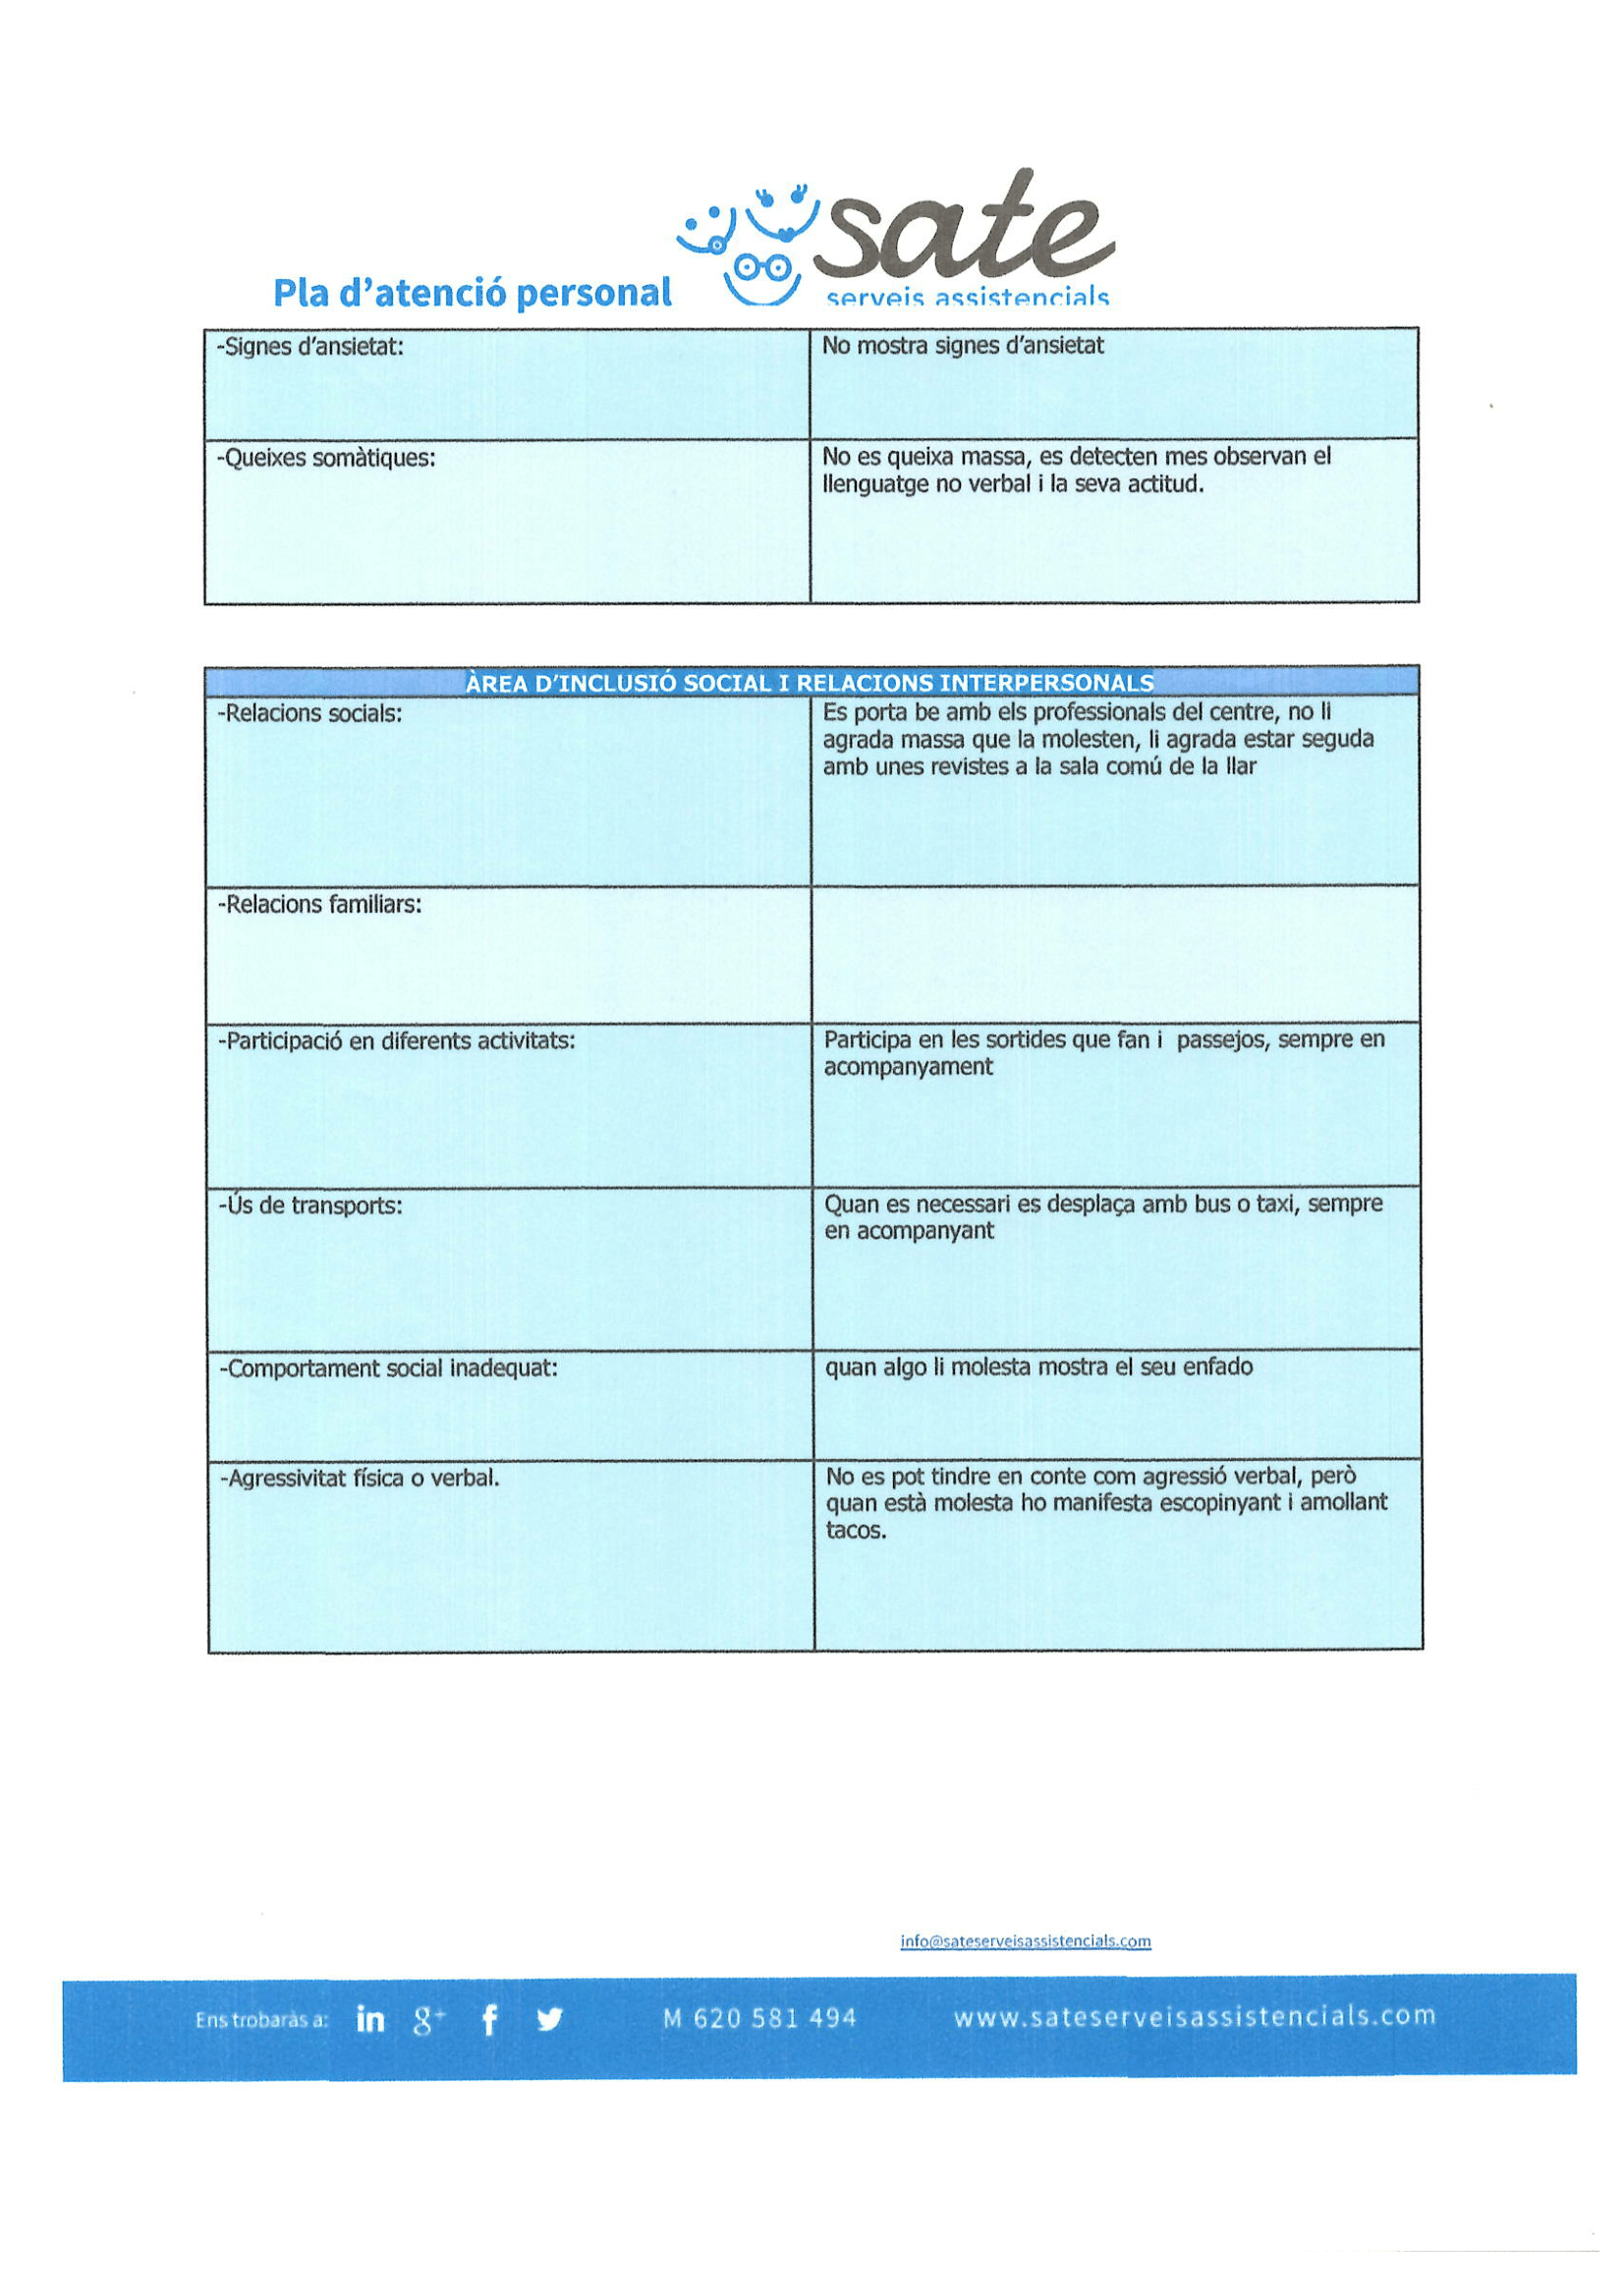 sate
serveis assistencials
Pla d'atenció personal
-Signes d'ansietat:
No mostra signes d'ansietat
-Queixes somàtiques:
No es queixa massa, es detecten mes observan el
llenguatge no verbal i la seva actitud.
ÀREA D'INCLUSIÓ SOCIAL I RELACIONS INTERPERSONALS
-Relacions socials:
Es porta be amb els professionals del centre, no li
agrada massa que la molesten, li agrada estar seguda
amb unes revistes a la sala comú de la llar
-Relacions familiars:
-Participació en diferents activitats:
Participa en les sortides que fan i  passejos, sempre en
acompanyament
-Ús de transports:
Quan es necessari es desplaça amb bus o taxi, sempre
en acompanyant
-Comportament social inadequat:
quan algo li molesta mostra el seu enfado
-Agressivitat física o verbal.
No es pot tindre en conte com agressió verbal, però
quan està molesta ho manifesta escopinyant i amollant
tacos.
info@sateserveisassistencials.com
Ens trobaràs a: in g+ f M 620 581 494 www.sateserveisassistencials.com